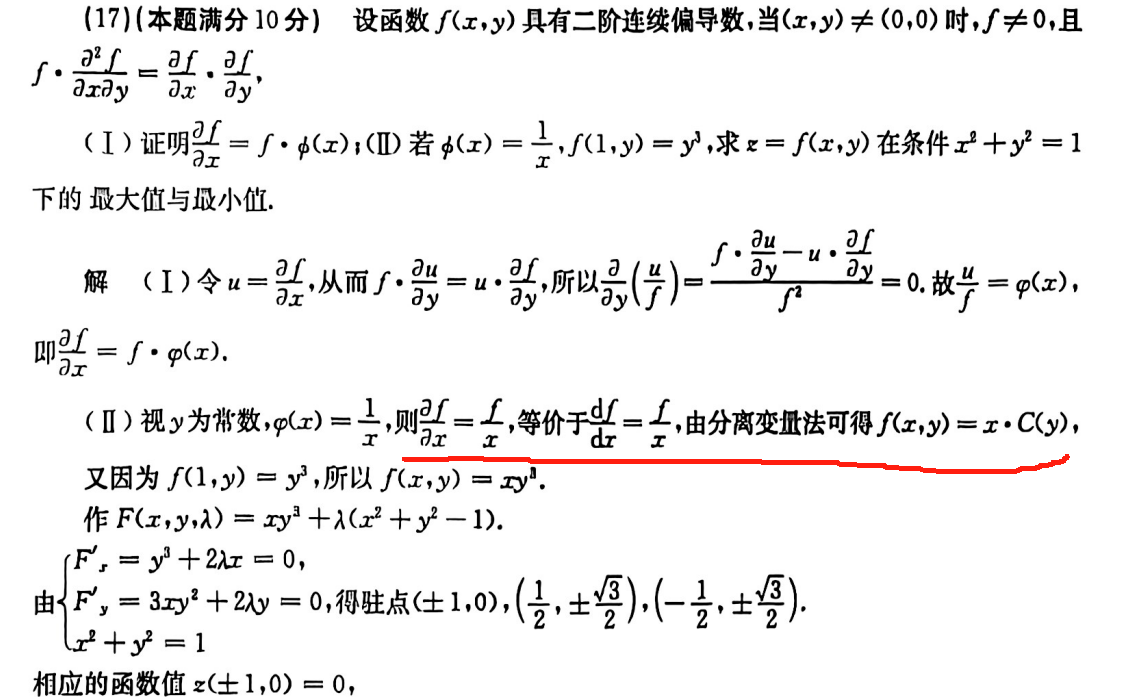 (17)(本题满分10分) 设函数 f(x,y) 具有二阶连续偏导数,当(x,y) ≠ (0,0) 时,f ≠ 0,且
f · ∂²f/∂x∂y = ∂f/∂x · ∂f/∂y,
(Ⅰ)证明∂f/∂x = f · ϕ(x);(Ⅱ)若 ϕ(x) = 1/x, f(1,y) = y³,求 z = f(x,y) 在条件 x² + y² = 1
下的 最大值与最小值.
解 (Ⅰ)令 u = ∂f/∂x,从而 f · ∂u/∂y = u · ∂f/∂y,所以∂/∂y(u/f) = (f · ∂u/∂y − u · ∂f/∂y)/f² = 0.故u/f = φ(x),
即∂f/∂x = f · φ(x).
(Ⅱ)视 y 为常数,φ(x) = 1/x,则∂f/∂x = f/x,等价于df/dx = f/x,由分离变量法可得 f(x,y) = x · C(y),
又因为 f(1,y) = y³,所以 f(x,y) = xy³.
作 F(x,y,λ) = xy³ + λ(x² + y² − 1).
由{F′ₓ = y³ + 2λx = 0,
F′y = 3xy² + 2λy = 0,得驻点(±1,0),(1/2, ±√3/2),(−1/2, ±√3/2).
x² + y² = 1
相应的函数值 z(±1,0) = 0,